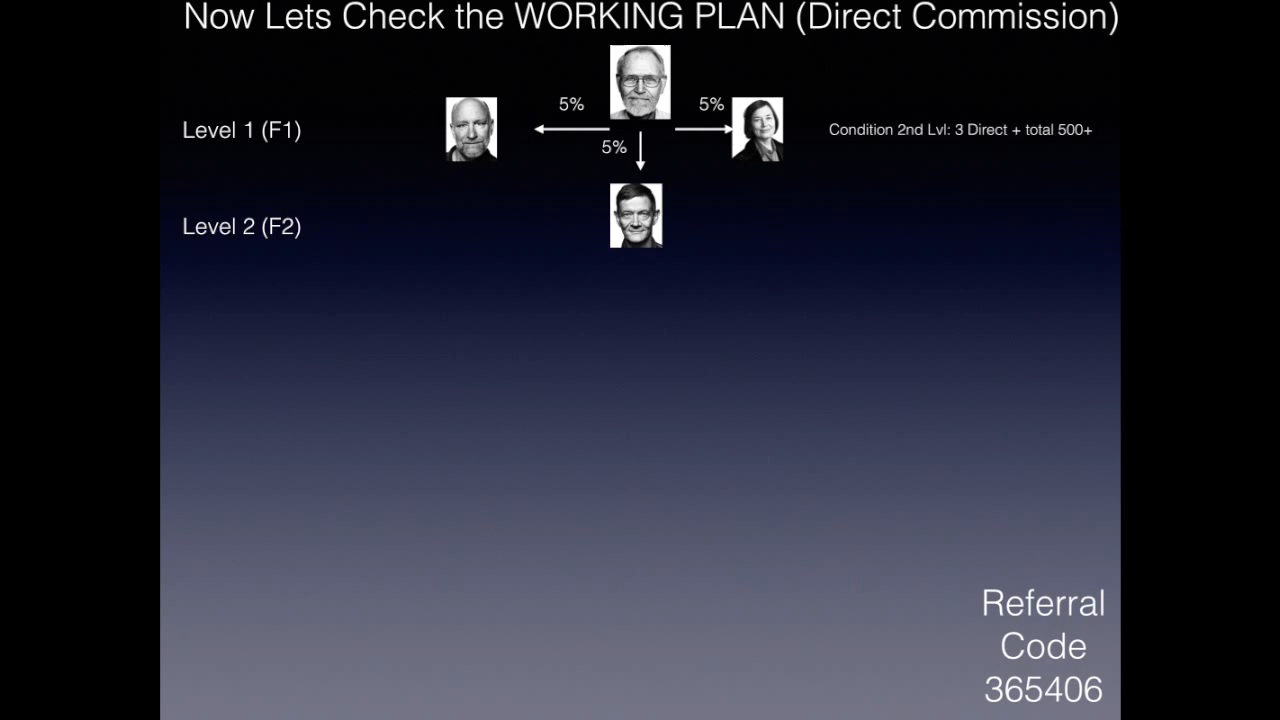 Now Lets Check the WORKING PLAN (Direct Commission)
5%
5%
Level 1 (F1)
Condition 2nd Lvl: 3 Direct + total 500+
5%
Level 2 (F2)
Referral
Code
365406